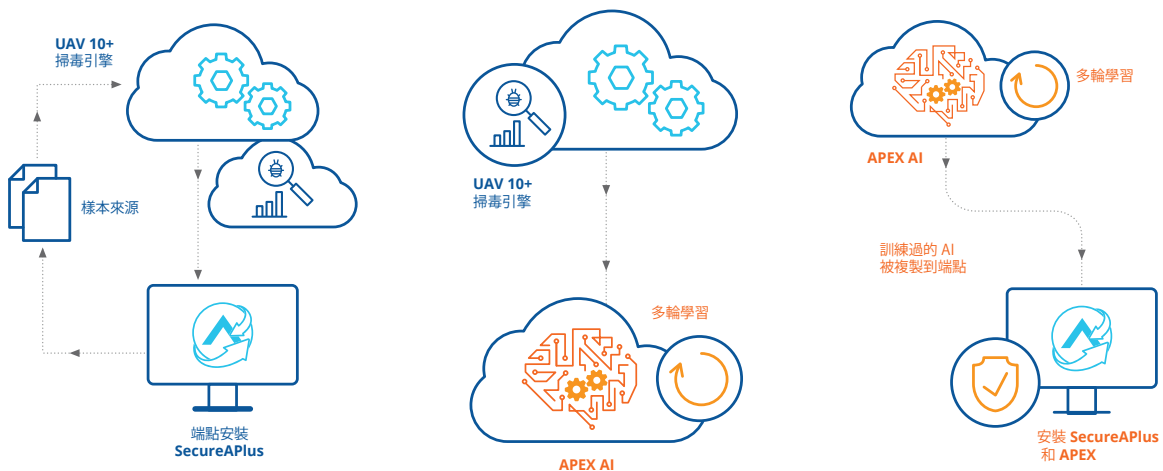 UAV 10+
掃毒引擎
樣本來源
端點安裝
SecureAPlus
UAV 10+
掃毒引擎
多輪學習
APEX AI
多輪學習
APEX AI
訓練過的 AI
被複製到端點
安裝 SecureAPlus
和 APEX